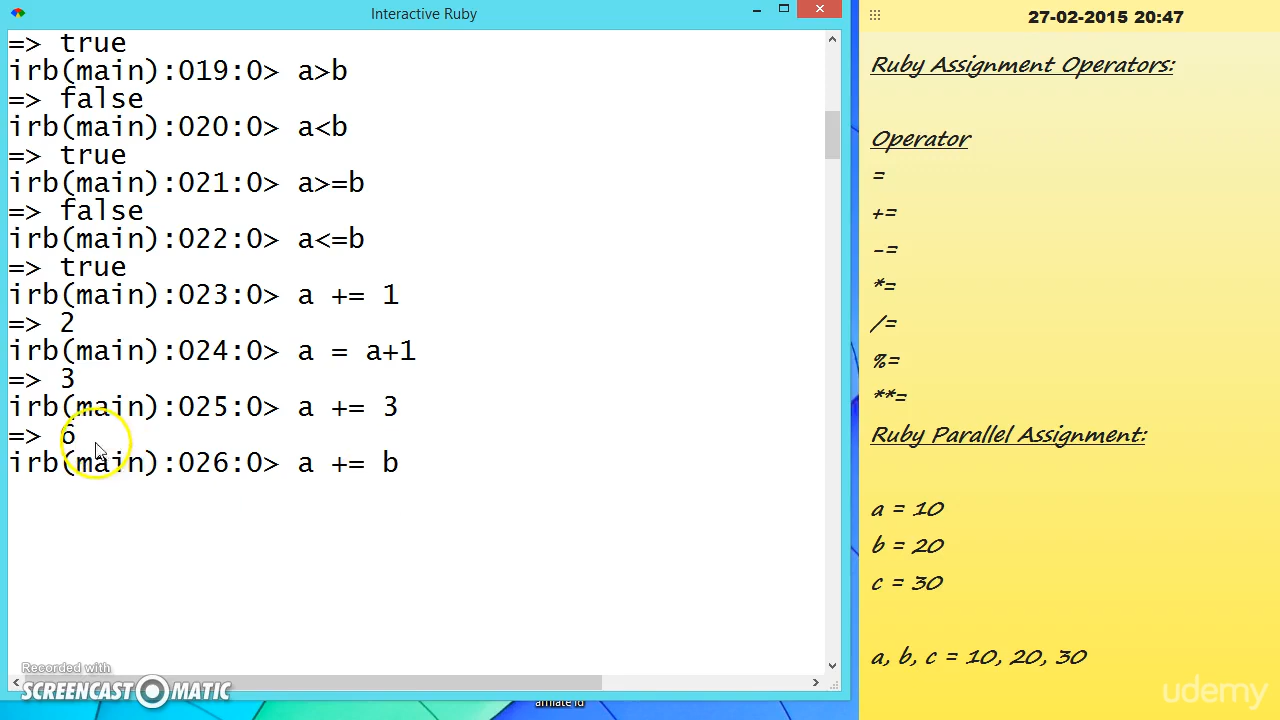 Interactive Ruby
=> true
irb(main):019:0> a>b
=> false
irb(main):020:0> a<b
=> true
irb(main):021:0> a>=b
=> false
irb(main):022:0> a<=b
=> true
irb(main):023:0> a += 1
=> 2
irb(main):024:0> a = a+1
=> 3
irb(main):025:0> a += 3
=> 6
irb(main):026:0> a += b
Recorded with
SCREENCAST MATIC
affiliate id
27-02-2015 20:47
Ruby Assignment Operators:
Operator
=
+=
-=
*=
/=
%=
**=
Ruby Parallel Assignment:
a = 10
b = 20
c = 30
a, b, c = 10, 20, 30
udemy